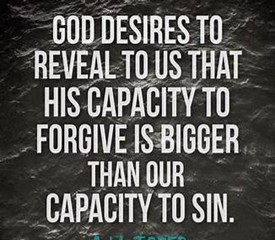 GOD DESIRES TO
REVEAL TO US THAT
HIS CAPACITY TO
FORGIVE IS BIGGER
THAN OUR
CAPACITY TO SIN.